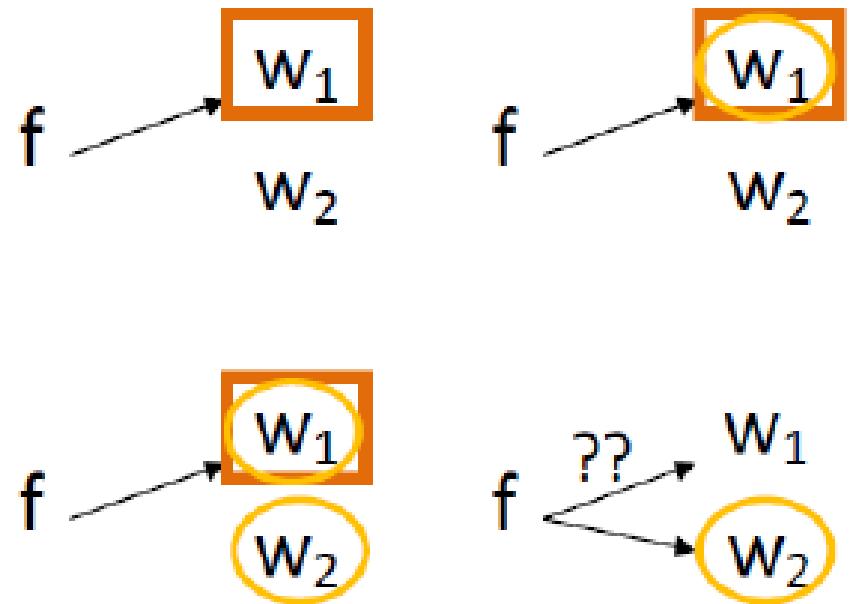 f w₁ f w₁
w₂ w₂
f w₁ f ?? w₁
w₂ w₂